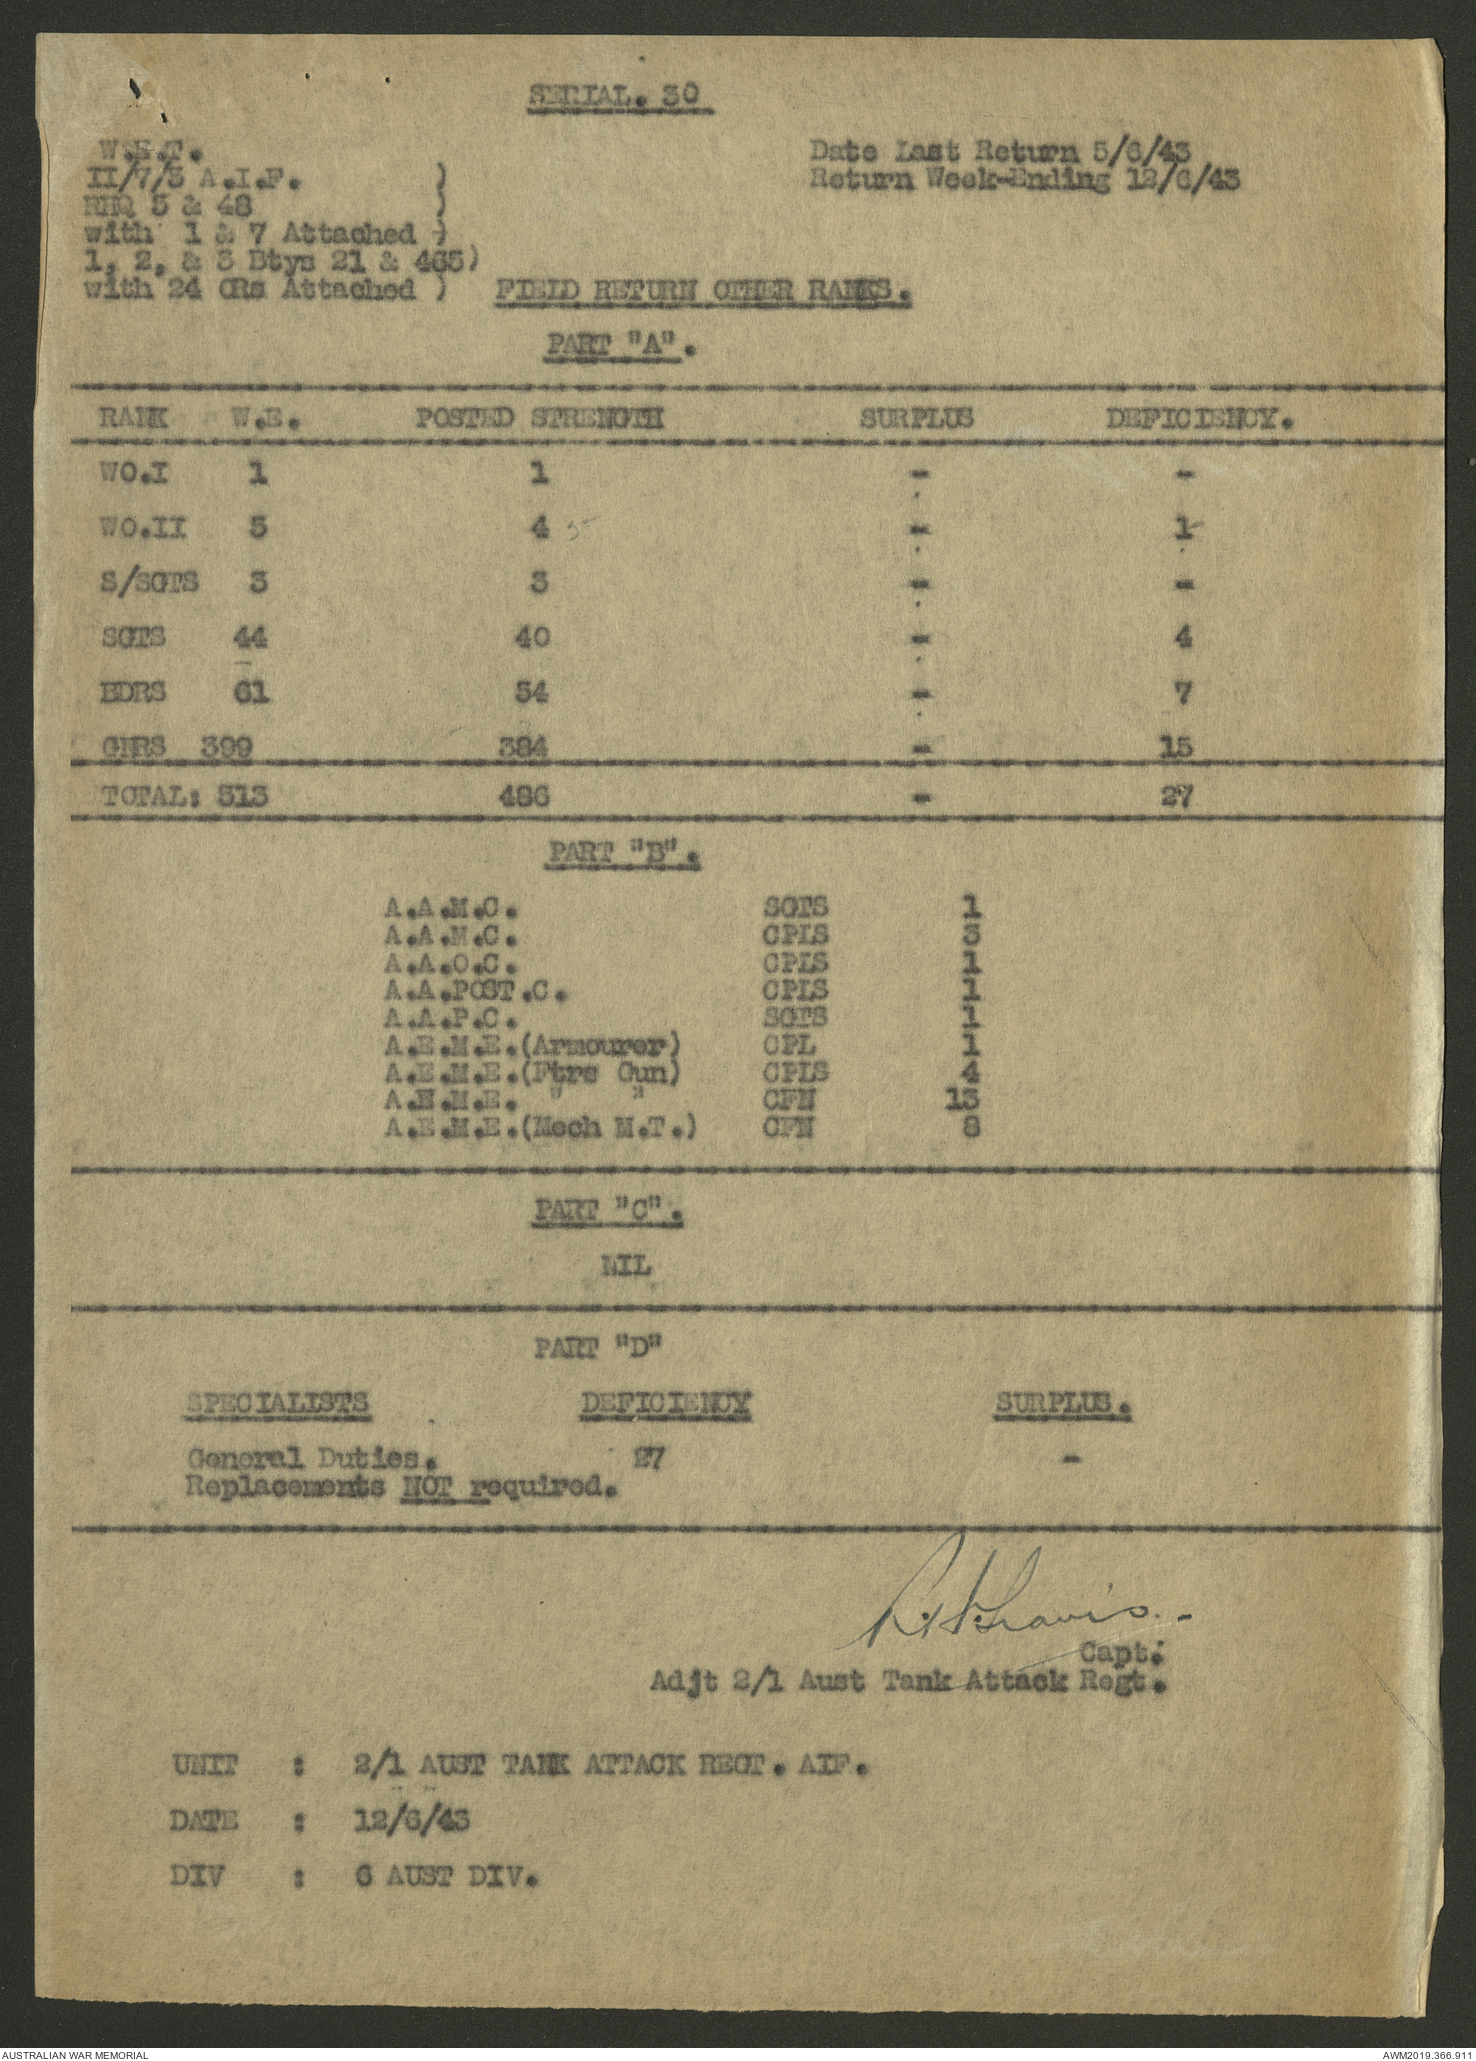 SERIAL. 30
W.E.T.
II/7/3 A.I.F. )
RHQ 5 & 48 )
with 1 & 7 Attached )
1, 2, & 3 Btys 21 & 465)
with 24 ORs Attached )
Date Last Return 5/6/43
Return Week-Ending 12/6/43
FIELD RETURN OTHER RANKS.
PART "A".
RANK W.E. POSTED STRENGTH SURPLUS DEFICIENCY.
WO.I 1 1 - -
WO.II 5 4 5 - 1
S/SGTS 3 3 - -
SGTS 44 40 - 4
BDRS 61 54 - 7
GNRS 399 384 - 15
TOTAL: 513 486 - 27
PART "B".
A.A.M.C. SGTS 1
A.A.M.C. CPLS 3
A.A.O.C. CPLS 1
A.A.POST.C. CPLS 1
A.A.P.C. SGTS 1
A.E.M.E.(Armourer) CPL 1
A.E.M.E.(Ftrs Gun) CPLS 4
A.E.M.E. " " CFN 13
A.E.M.E.(Mech M.T.) CFN 8
PART "C".
NIL
PART "D"
SPECIALISTS DEFICIENCY SURPLUS.
General Duties. 27 -
Replacements NOT required.
Capt.
Adjt 2/1 Aust Tank Attack Regt.
UNIT : 2/1 AUST TANK ATTACK REGT. AIF.
DATE : 12/6/43
DIV : 6 AUST DIV.
AUSTRALIAN WAR MEMORIAL AWM2019.366.911